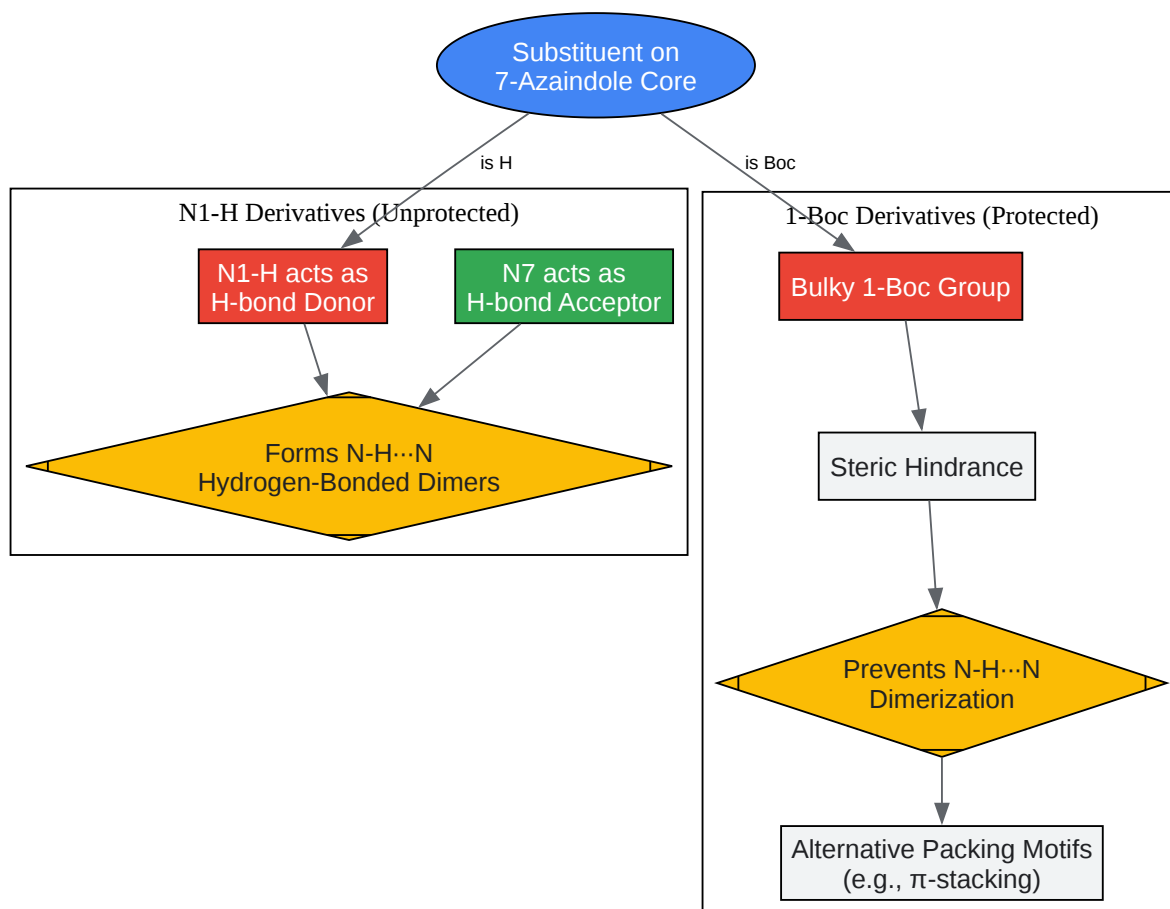 Substituent on
7-Azaindole Core
is H
is Boc
N1-H Derivatives (Unprotected)
N1-H acts as
H-bond Donor
N7 acts as
H-bond Acceptor
Forms N-H···N
Hydrogen-Bonded Dimers
1-Boc Derivatives (Protected)
Bulky 1-Boc Group
Steric Hindrance
Prevents N-H···N
Dimerization
Alternative Packing Motifs
(e.g., π-stacking)